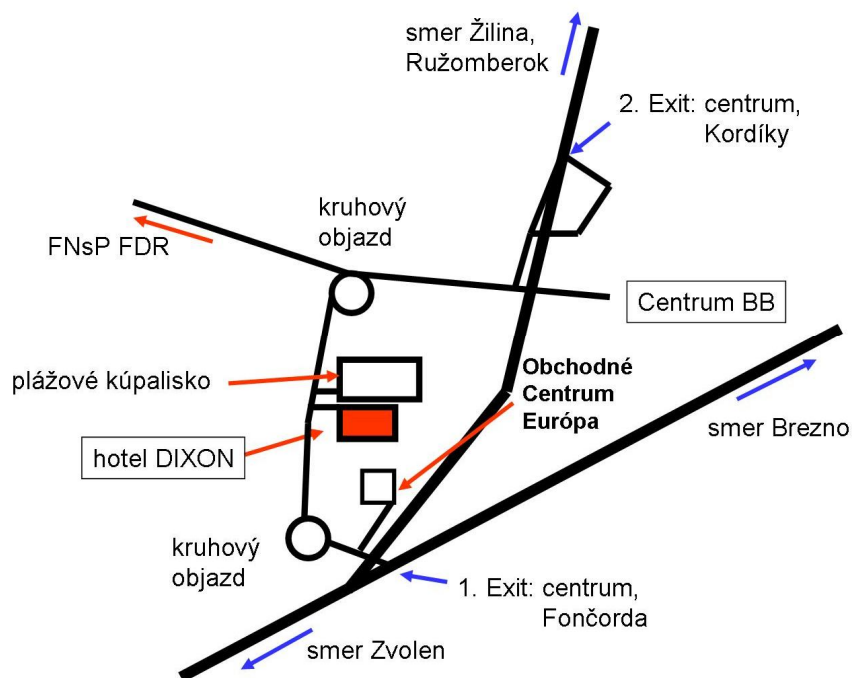 smer Žilina,
Ružomberok
2. Exit: centrum,
Kordíky
kruhový
objazd
FNsP FDR
Centrum BB
plážové kúpalisko
Obchodné
Centrum
Európa
smer Brezno
hotel DIXON
kruhový
objazd
1. Exit: centrum,
Fončorda
smer Zvolen